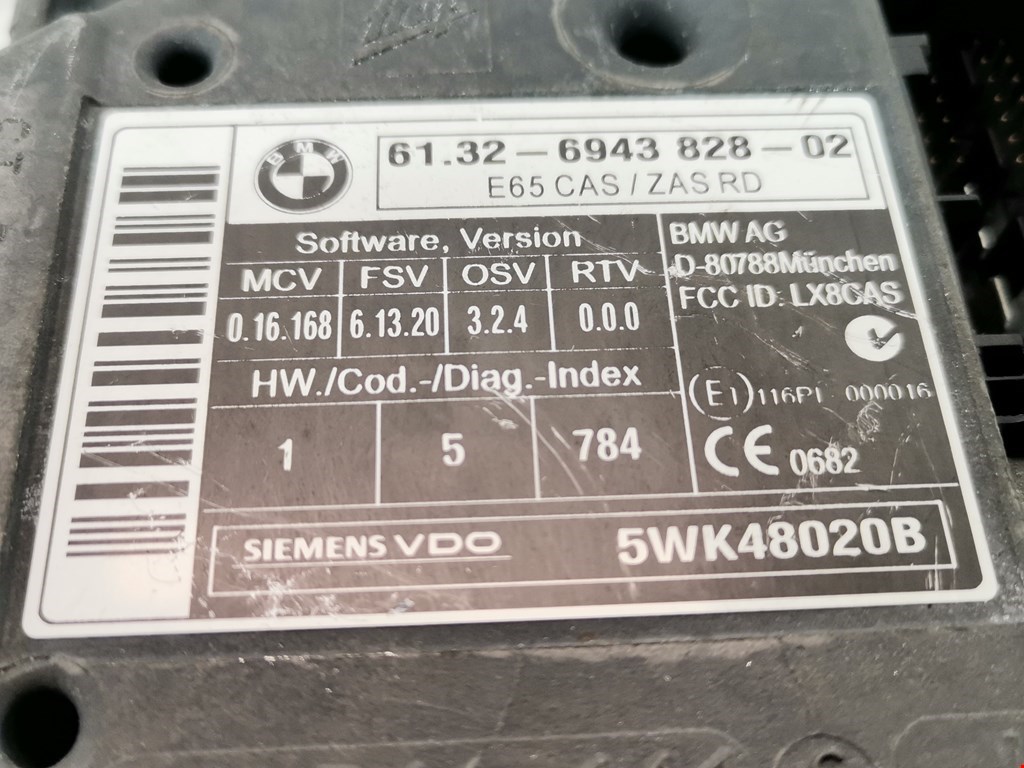 BMW
61.32 - 6943 828 - 02
E65 CAS / ZAS RD
Software, Version
MCV FSV OSV RTV
0.16.168 6.13.20 3.2.4 0.0.0
HW./Cod.-/Diag.-Index
1 5 784
BMW AG
D-80788München
FCC ID: LX8CAS
E1 116PI 000016
CE 0682
SIEMENS VDO
5WK48020B